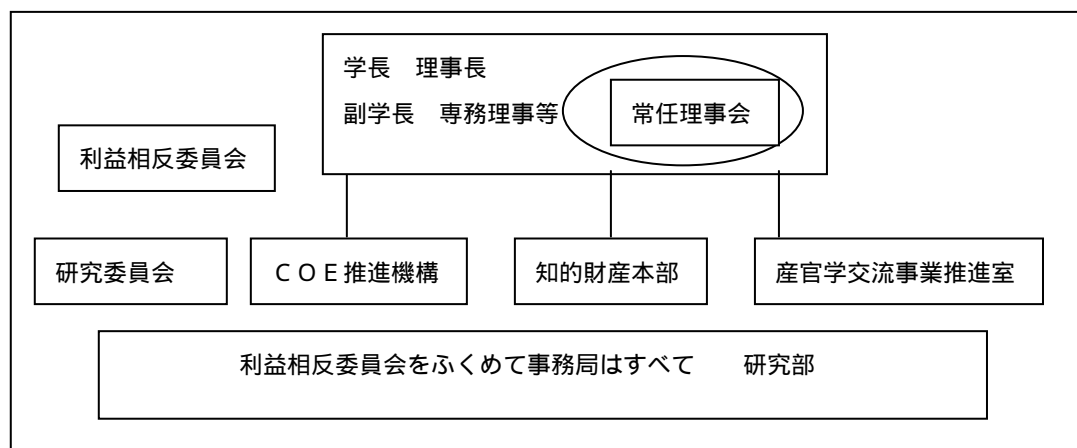 学長　理事長
副学長　専務理事等
常任理事会
利益相反委員会
研究委員会
ＣＯＥ推進機構
知的財産本部
産官学交流事業推進室
利益相反委員会をふくめて事務局はすべて　　研究部